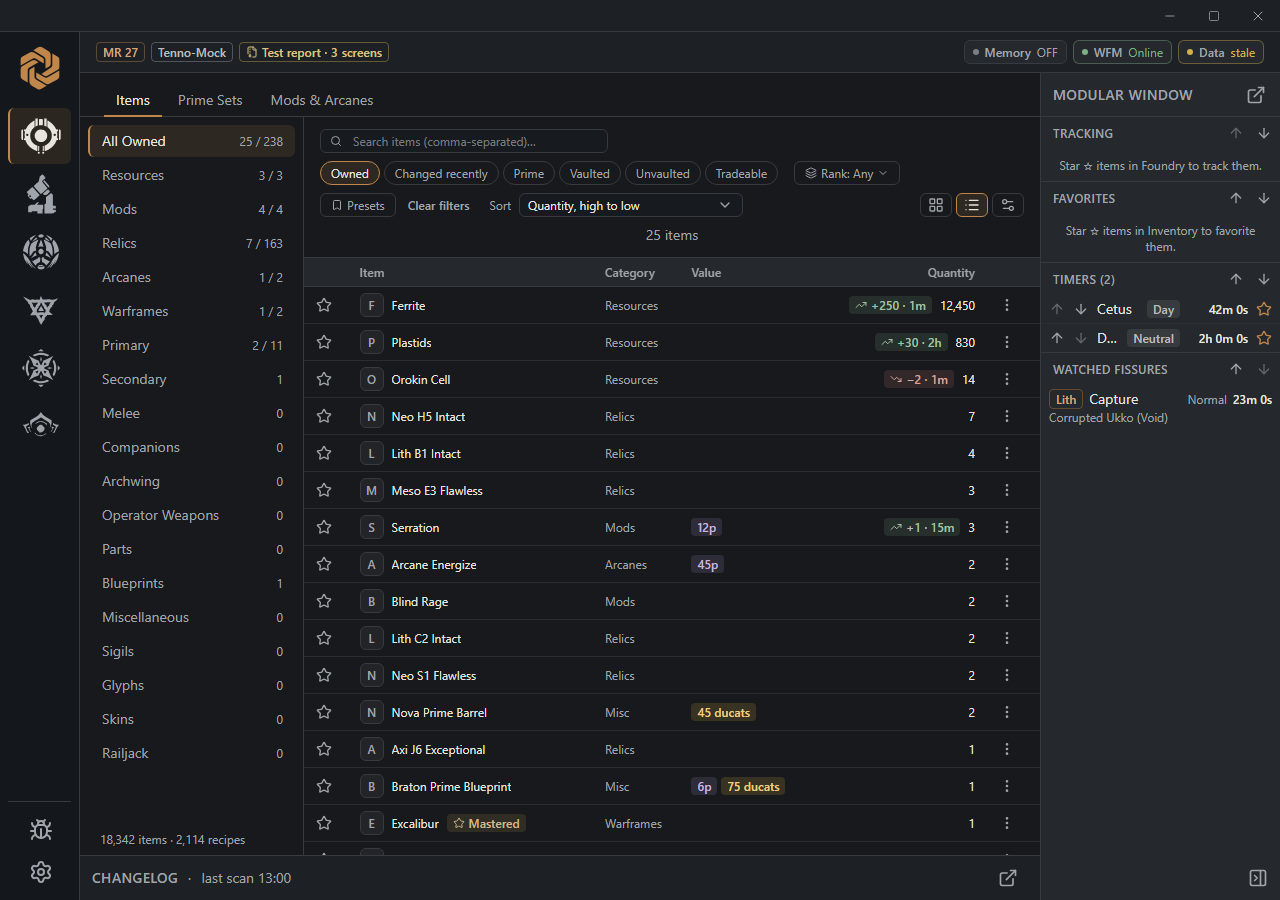 MR 27 Tenno-Mock Test report · 3 screens Memory OFF WFM Online Data stale
Items Prime Sets Mods & Arcanes
All Owned 25 / 238
Resources 3 / 3
Mods 4 / 4
Relics 7 / 163
Arcanes 1 / 2
Warframes 1 / 2
Primary 2 / 11
Secondary 1
Melee 0
Companions 0
Archwing 0
Operator Weapons 0
Parts 0
Blueprints 1
Miscellaneous 0
Sigils 0
Glyphs 0
Skins 0
Railjack 0
18,342 items · 2,114 recipes
Search items (comma-separated)...
Owned Changed recently Prime Vaulted Unvaulted Tradeable Rank: Any
Presets Clear filters Sort Quantity, high to low
25 items
Item Category Value Quantity
F Ferrite Resources +250 · 1m 12,450
P Plastids Resources +30 · 2h 830
O Orokin Cell Resources −2 · 1m 14
N Neo H5 Intact Relics 7
L Lith B1 Intact Relics 4
M Meso E3 Flawless Relics 3
S Serration Mods 12p +1 · 15m 3
A Arcane Energize Arcanes 45p 2
B Blind Rage Mods 2
L Lith C2 Intact Relics 2
N Neo S1 Flawless Relics 2
N Nova Prime Barrel Misc 45 ducats 2
A Axi J6 Exceptional Relics 1
B Braton Prime Blueprint Misc 6p 75 ducats 1
E Excalibur Mastered Warframes 1
MODULAR WINDOW
TRACKING
Star ☆ items in Foundry to track them.
FAVORITES
Star ☆ items in Inventory to favorite
them.
TIMERS (2)
Cetus Day 42m 0s
D... Neutral 2h 0m 0s
WATCHED FISSURES
Lith Capture Normal 23m 0s
Corrupted Ukko (Void)
CHANGELOG · last scan 13:00